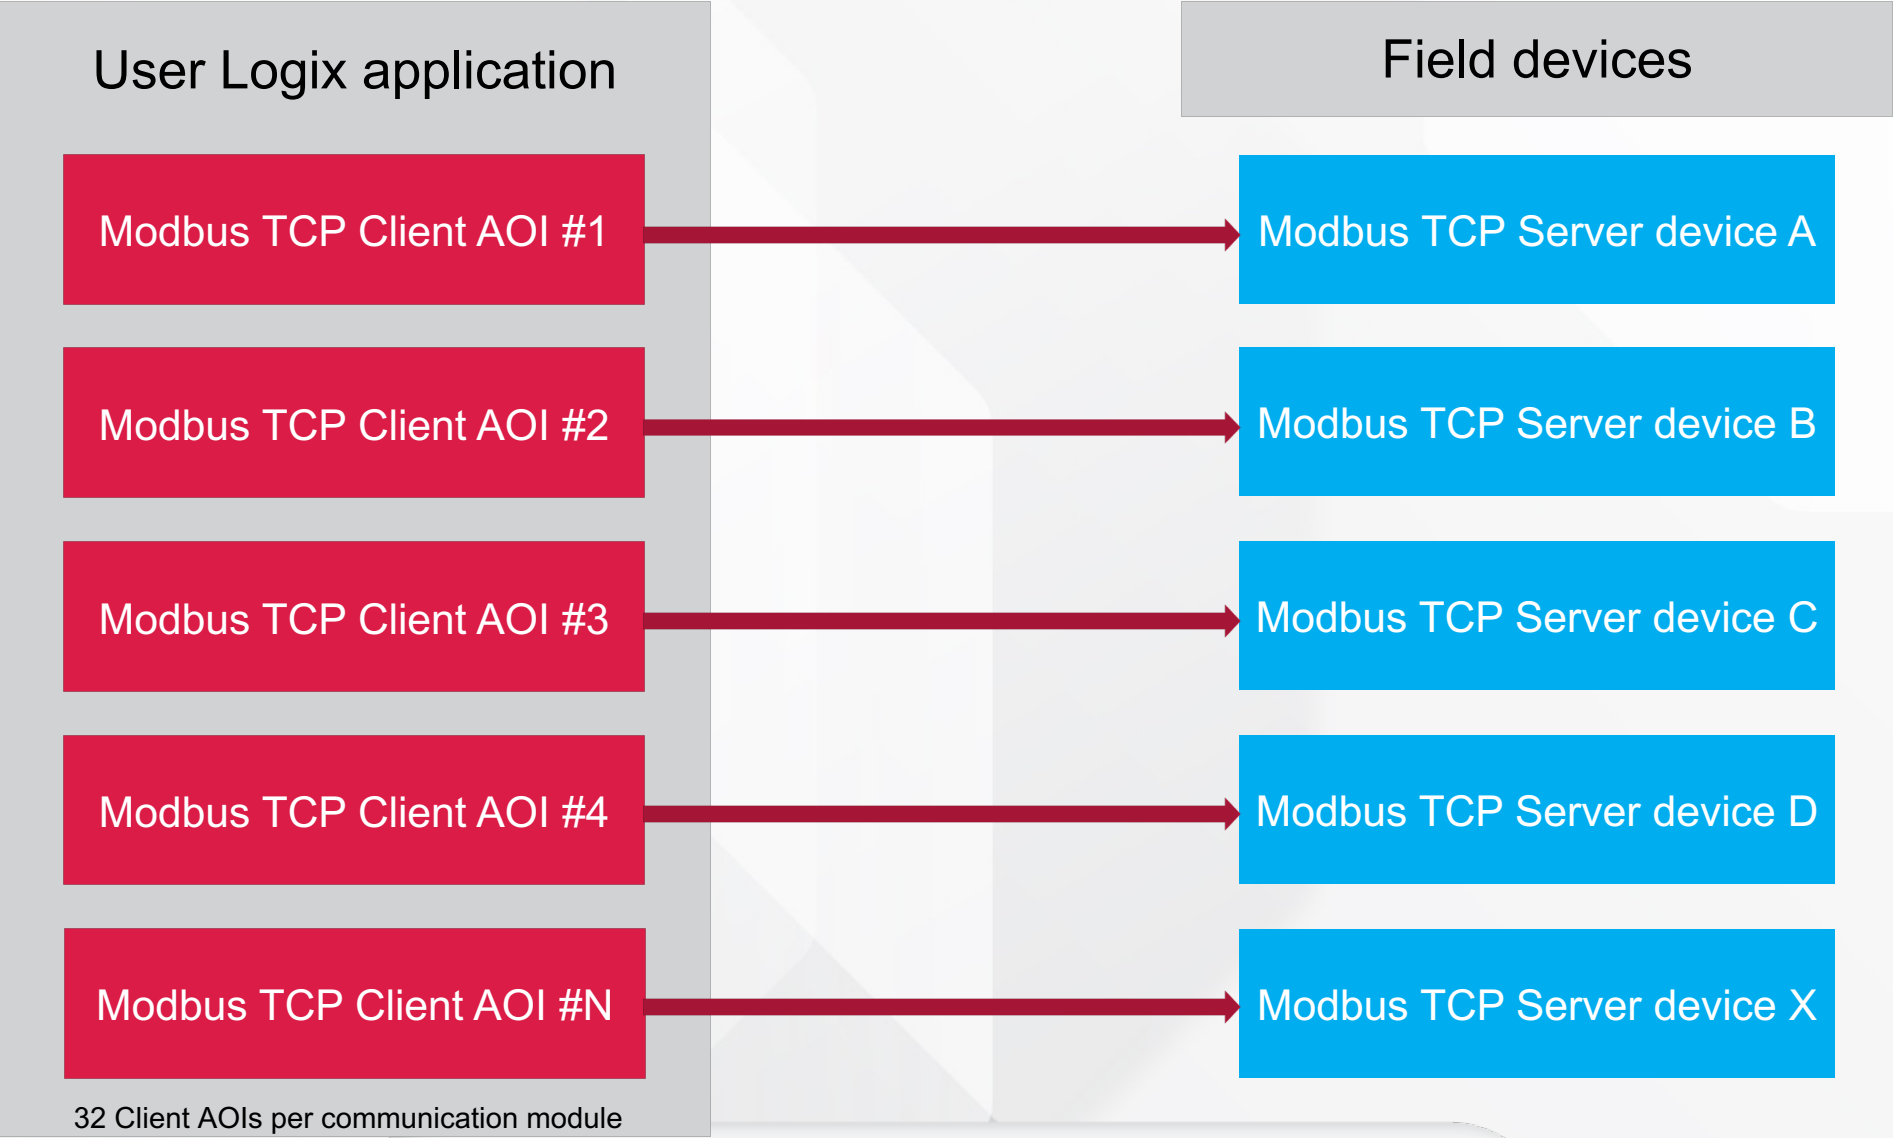 User Logix application
Field devices
Modbus TCP Client AOI #1
Modbus TCP Server device A
Modbus TCP Client AOI #2
Modbus TCP Server device B
Modbus TCP Client AOI #3
Modbus TCP Server device C
Modbus TCP Client AOI #4
Modbus TCP Server device D
Modbus TCP Client AOI #N
Modbus TCP Server device X
32 Client AOIs per communication module